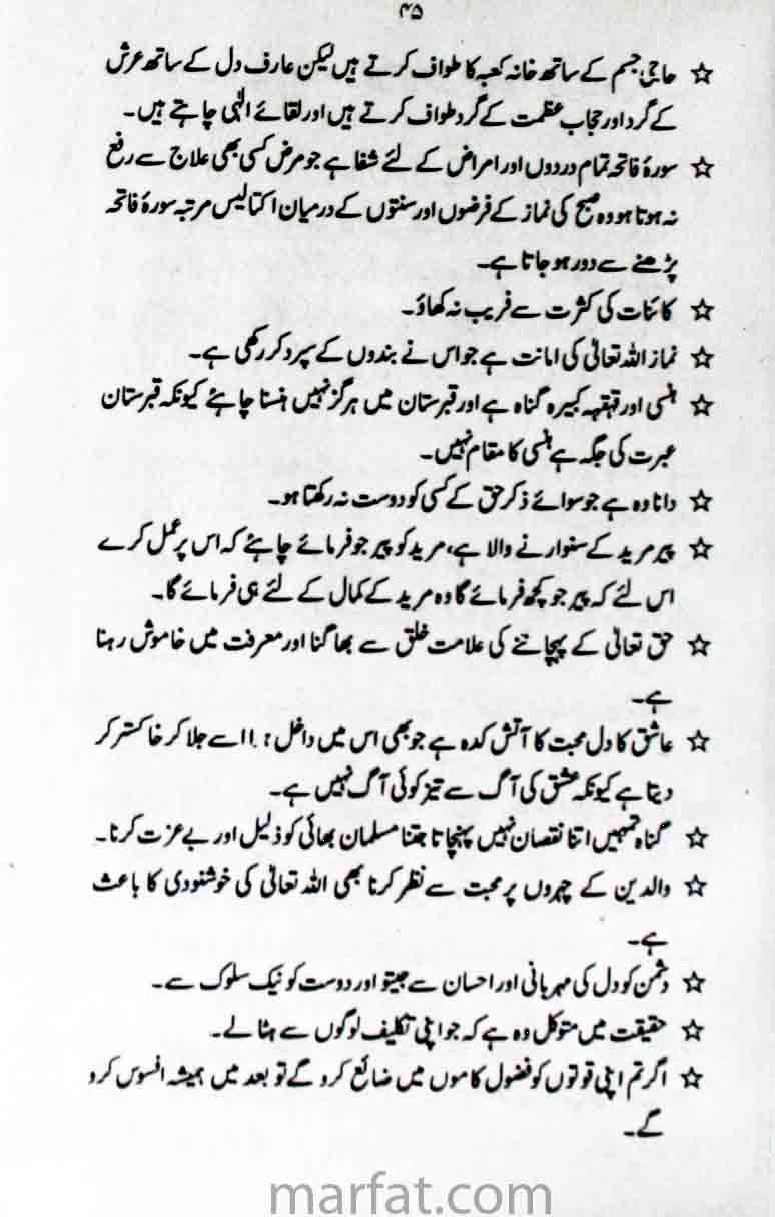 ۴۵
☆ حاجی جسم کے ساتھ خانہ کعبہ کا طواف کرتے ہیں لیکن عارف دل کے ساتھ عرش
کے گرد اور حجاب عظمت کے گرد طواف کرتے ہیں اور لقائے الٰہی چاہتے ہیں۔
☆ سورۂ فاتحہ تمام دردوں اور امراض کے لئے شفا ہے جو مرض کسی بھی علاج سے رفع
نہ ہوتا ہو وہ صبح کی نماز کے فرضوں اور سنتوں کے درمیان اکتالیس مرتبہ سورۂ فاتحہ
پڑھنے سے دور ہو جاتا ہے۔
☆ کائنات کی کثرت سے فریب نہ کھاؤ۔
☆ نماز اللہ تعالیٰ کی امانت ہے جو اس نے بندوں کے سپرد کر رکھی ہے۔
☆ ہنسی اور قہقہہ کبیرہ گناہ ہے اور قبرستان میں ہرگز نہیں ہنسنا چاہئے کیونکہ قبرستان
عبرت کی جگہ ہے ہنسی کا مقام نہیں۔
☆ دانا وہ ہے جو سوائے ذکر حق کے کسی کو دوست نہ رکھتا ہو۔
☆ پیر مرید کے سنوارنے والا ہے، مرید کو پیر جو فرمائے چاہئے کہ اس پر عمل کرے
اس لئے کہ پیر جو کچھ فرمائے گا وہ مرید کے کمال کے لئے ہی فرمائے گا۔
☆ حق تعالیٰ کے پہچاننے کی علامت خلق سے بھاگنا اور معرفت میں خاموش رہنا
ہے۔
☆ عاشق کا دل محبت کا آتش کدہ ہے جو بھی اس میں داخل اسے جلا کر خاکستر کر
دیتا ہے کیونکہ عشق کی آگ سے تیز کوئی آگ نہیں ہے۔
☆ گناہ تمہیں اتنا نقصان نہیں پہنچاتا جتنا مسلمان بھائی کو ذلیل اور بے عزت کرنا۔
☆ والدین کے چہروں پر محبت سے نظر کرنا بھی اللہ تعالیٰ کی خوشنودی کا باعث
ہے۔
☆ دشمن کو دل کی مہربانی اور احسان سے جیتو اور دوست کو نیک سلوک سے۔
☆ حقیقت میں متوکل وہ ہے کہ جو اپنی تکلیف لوگوں سے ہٹا لے۔
☆ اگر تم اپنی قوتوں کو فضول کاموں میں ضائع کرو گے تو بعد میں ہمیشہ افسوس کرو
گے۔
marfat.com